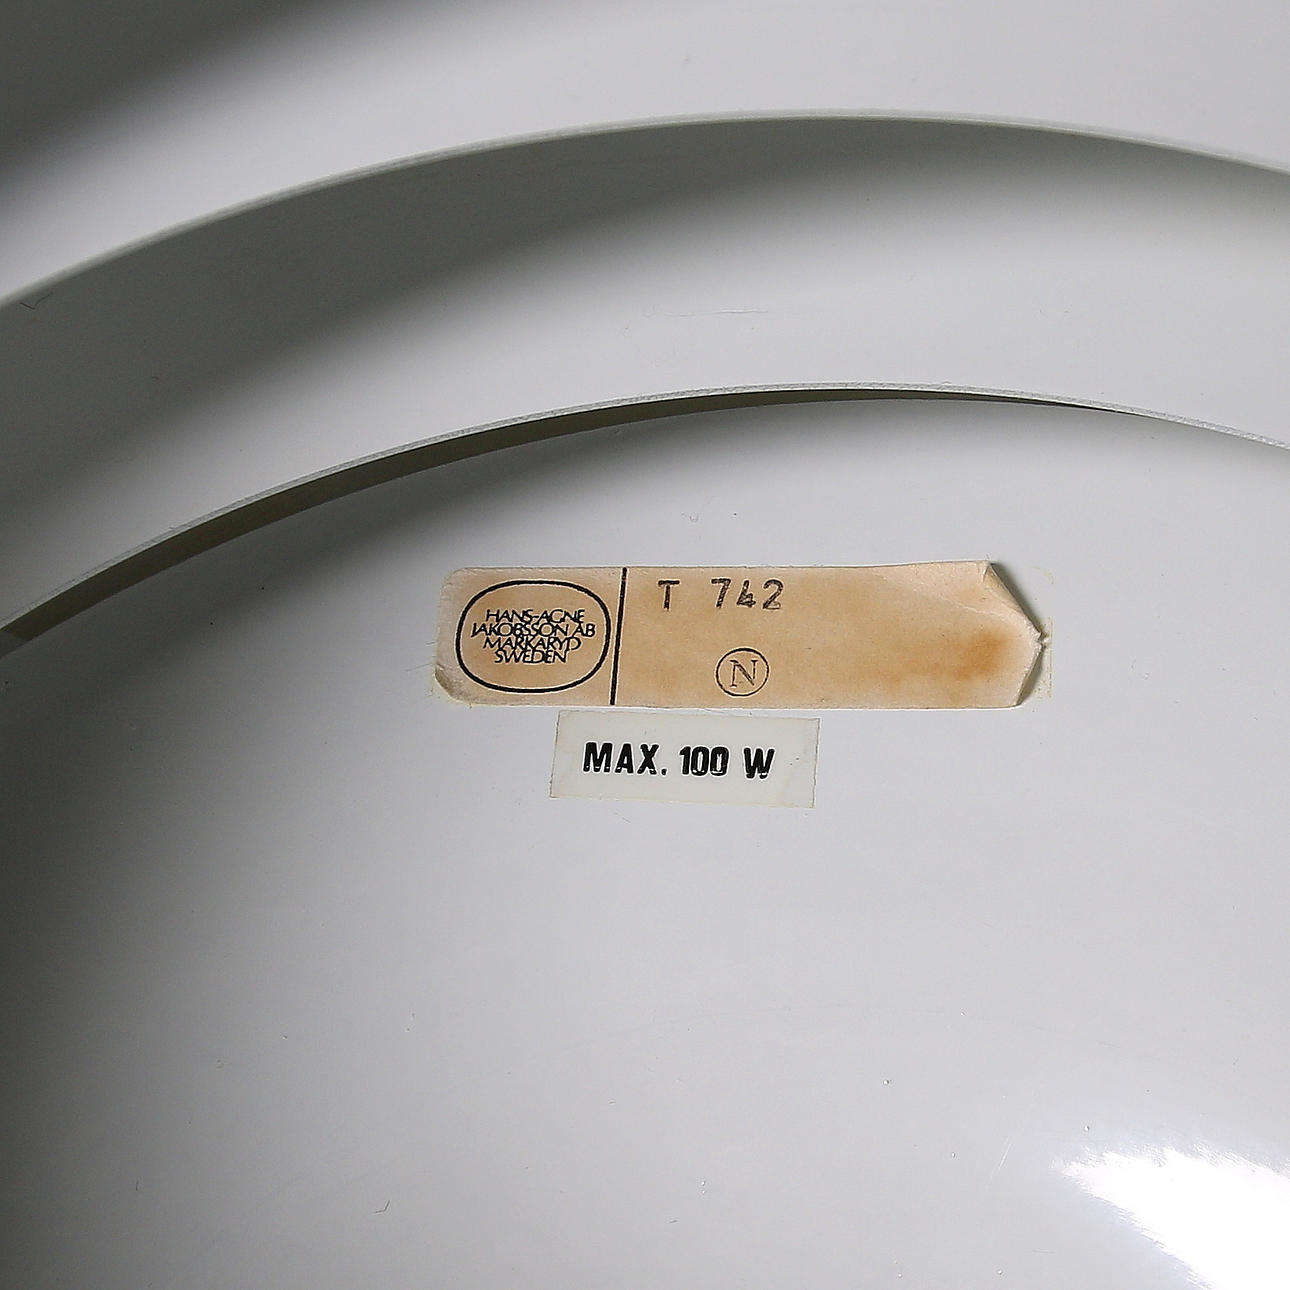 HANS-AGNE
JAKOBSSON AB
MARKARYD
SWEDEN
T 742
N
MAX. 100 W